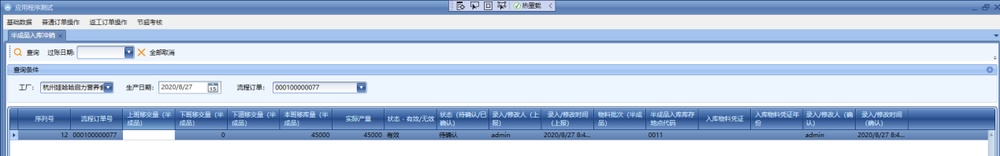 应用程序测试
热重载
基础数据 普通订单操作 返工订单操作 节超考核
半成品入库冲销
查询 过账日期: 全部取消
查询条件
工厂: 杭州娃哈哈启力营养食 生产日期: 2020/8/27 15 流程订单: 000100000077
序列号 流程订单号 上班移交量（半成品） 下班移交量（半成品） 下道移交量（半成品） 本班移库量（半成品） 实际产量 状态 - 有效/无效 状态（待确认/已确认） 录入/修改人（上报） 录入/修改时间（上报） 物料批次（半成品） 半成品入库库存地点代码 入库物料凭证 入库物料凭证年份 录入/修改人（确认） 录入/修改时间（确认）
12 000100000077 0 45000 45000 有效 待确认 admin 2020/8/27 8:4... 0011 admin 2020/8/27 8:4...